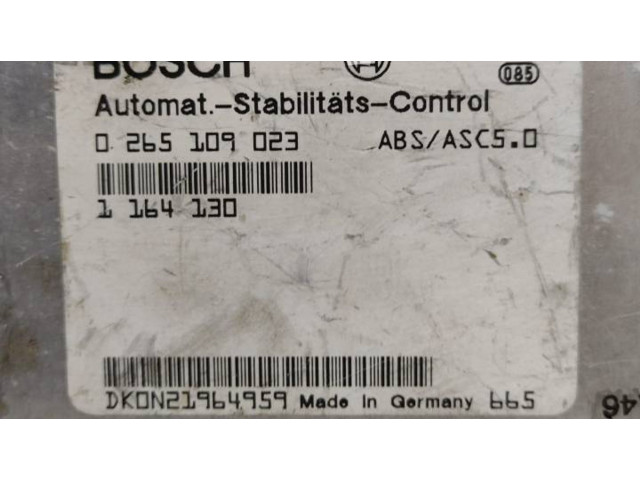 BOSCH 085
Automat.-Stabilitäts-Control
0 265 109 023 ABS/ASC5.0
1 164 130
DKON21964959 Made In Germany 665
46